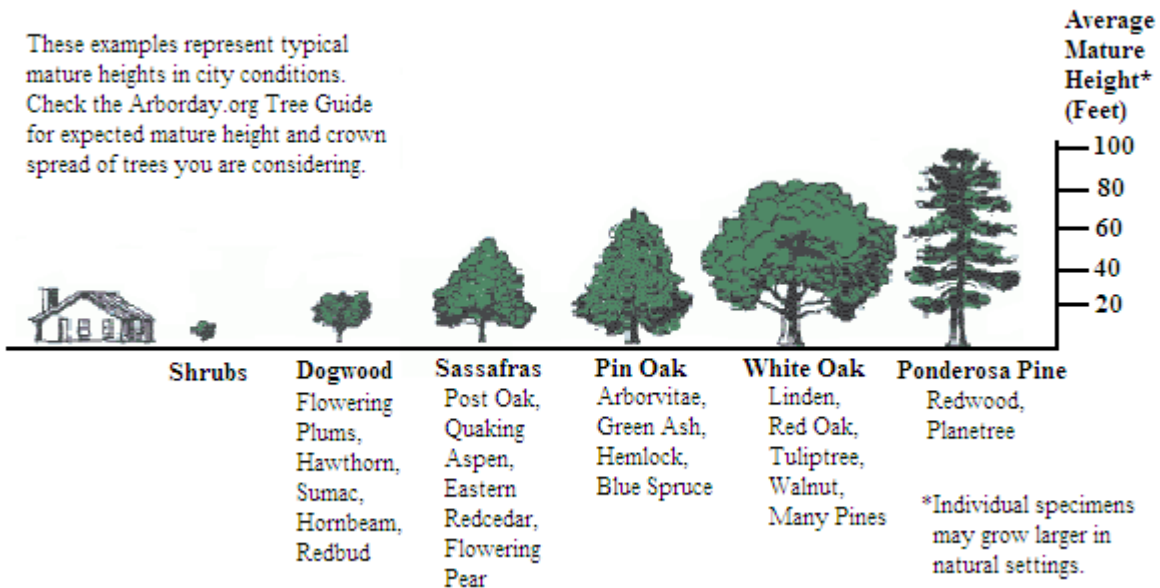 These examples represent typical
mature heights in city conditions.
Check the Arborday.org Tree Guide
for expected mature height and crown
spread of trees you are considering.
Average
Mature
Height*
(Feet)
100
80
60
40
20
Shrubs
Dogwood
Flowering
Plums,
Hawthorn,
Sumac,
Hornbeam,
Redbud
Sassafras
Post Oak,
Quaking
Aspen,
Eastern
Redcedar,
Flowering
Pear
Pin Oak
Arborvitae,
Green Ash,
Hemlock,
Blue Spruce
White Oak
Linden,
Red Oak,
Tuliptree,
Walnut,
Many Pines
Ponderosa Pine
Redwood,
Planetree
*Individual specimens
may grow larger in
natural settings.